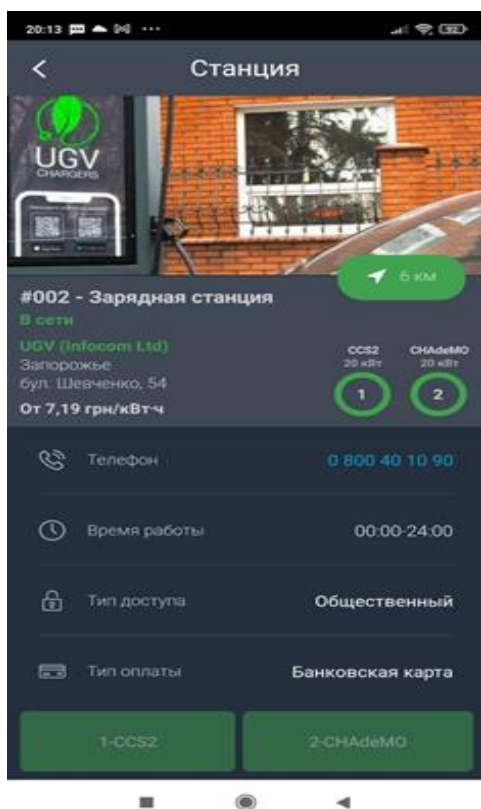 20:13
92
Станция
UGV
CHARGERS
6 км
#002 - Зарядная станция
В сети
UGV (Infocom Ltd)
Запорожье
бул. Шевченко, 54
От 7,19 грн/кВт·ч
CCS2
20 кВт
1
CHAdeMO
20 кВт
2
Телефон
0 800 40 10 90
Время работы
00:00-24:00
Тип доступа
Общественный
Тип оплаты
Банковская карта
1-CCS2
2-CHAdeMO